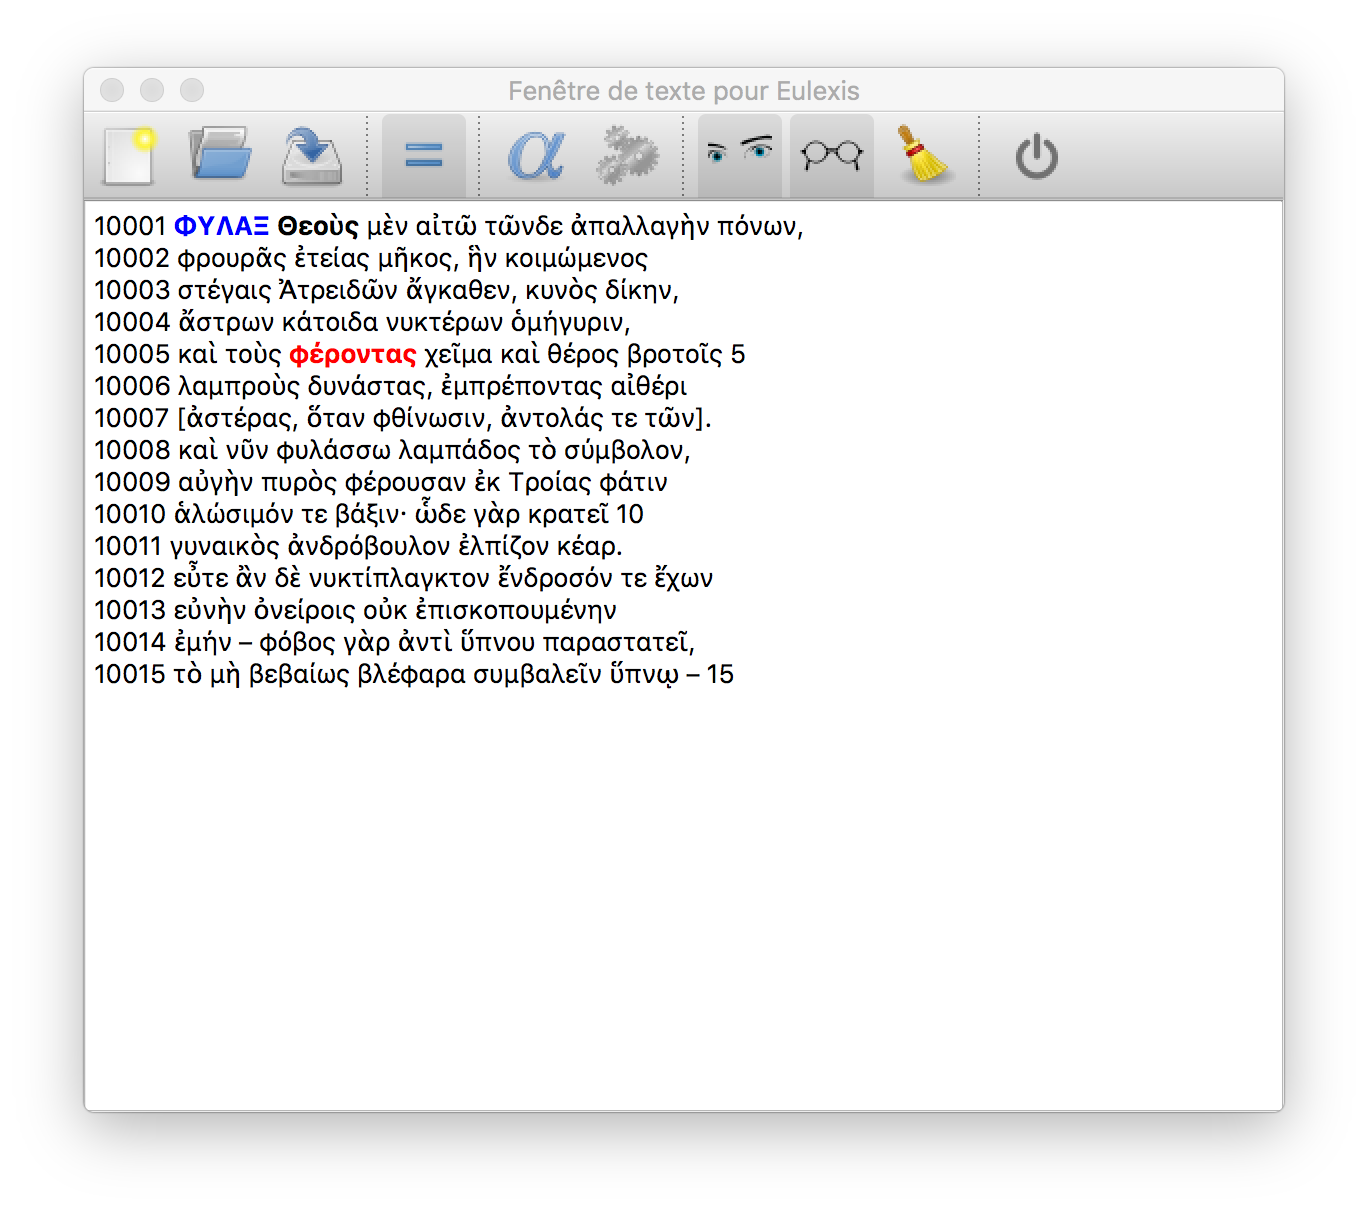 Fenêtre de texte pour Eulexis
10001 ΦΥΛΑΞ Θεοὺς μὲν αἰτῶ τῶνδε ἀπαλλαγὴν πόνων,
10002 φρουρᾶς ἐτείας μῆκος, ἣν κοιμώμενος
10003 στέγαις Ἀτρειδῶν ἄγκαθεν, κυνὸς δίκην,
10004 ἄστρων κάτοιδα νυκτέρων ὁμήγυριν,
10005 καὶ τοὺς φέροντας χεῖμα καὶ θέρος βροτοῖς 5
10006 λαμπροὺς δυνάστας, ἐμπρέποντας αἰθέρι
10007 [ἀστέρας, ὅταν φθίνωσιν, ἀντολάς τε τῶν].
10008 καὶ νῦν φυλάσσω λαμπάδος τὸ σύμβολον,
10009 αὐγὴν πυρὸς φέρουσαν ἐκ Τροίας φάτιν
10010 ἁλώσιμόν τε βάξιν· ὧδε γὰρ κρατεῖ 10
10011 γυναικὸς ἀνδρόβουλον ἐλπίζον κέαρ.
10012 εὖτε ἂν δὲ νυκτίπλαγκτον ἔνδροσόν τε ἔχων
10013 εὐνὴν ὀνείροις οὐκ ἐπισκοπουμένην
10014 ἐμήν – φόβος γὰρ ἀντὶ ὕπνου παραστατεῖ,
10015 τὸ μὴ βεβαίως βλέφαρα συμβαλεῖν ὕπνῳ – 15